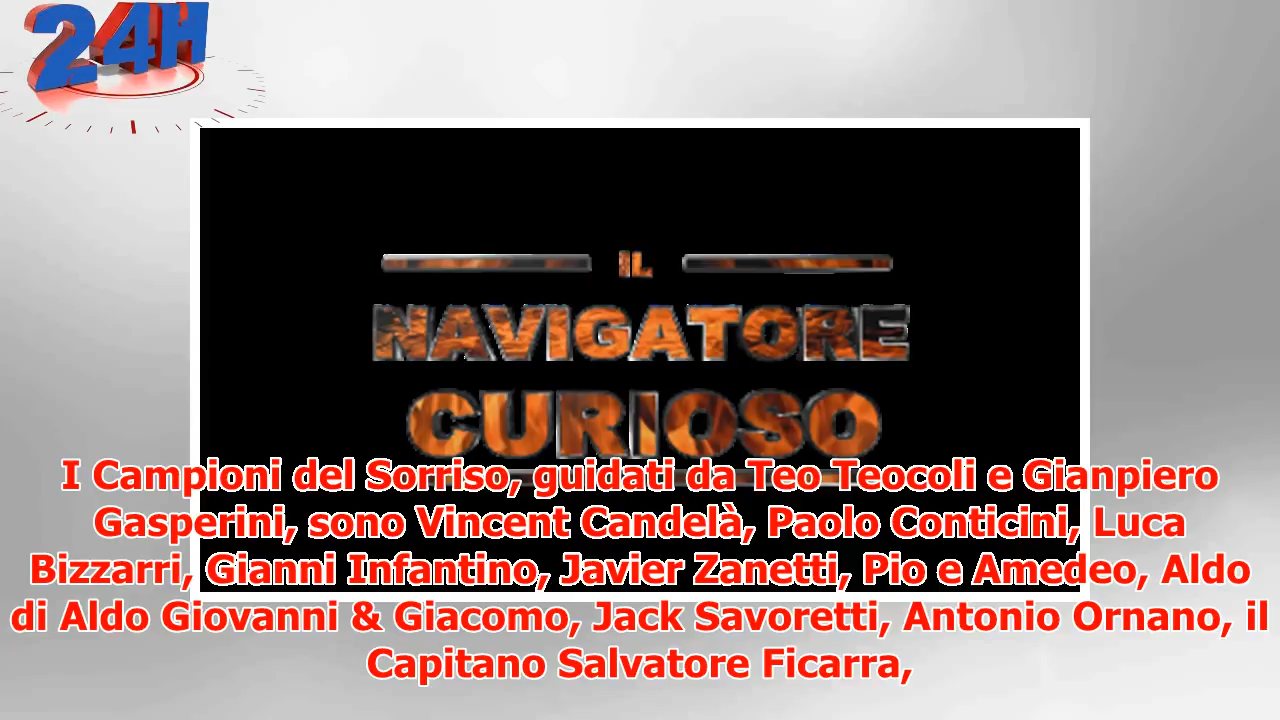 24H
IL
NAVIGATORE
CURIOSO
I Campioni del Sorriso, guidati da Teo Teocoli e Gianpiero
Gasperini, sono Vincent Candelà, Paolo Conticini, Luca
Bizzarri, Gianni Infantino, Javier Zanetti, Pio e Amedeo, Aldo
di Aldo Giovanni & Giacomo, Jack Savoretti, Antonio Ornano, il
Capitano Salvatore Ficarra,